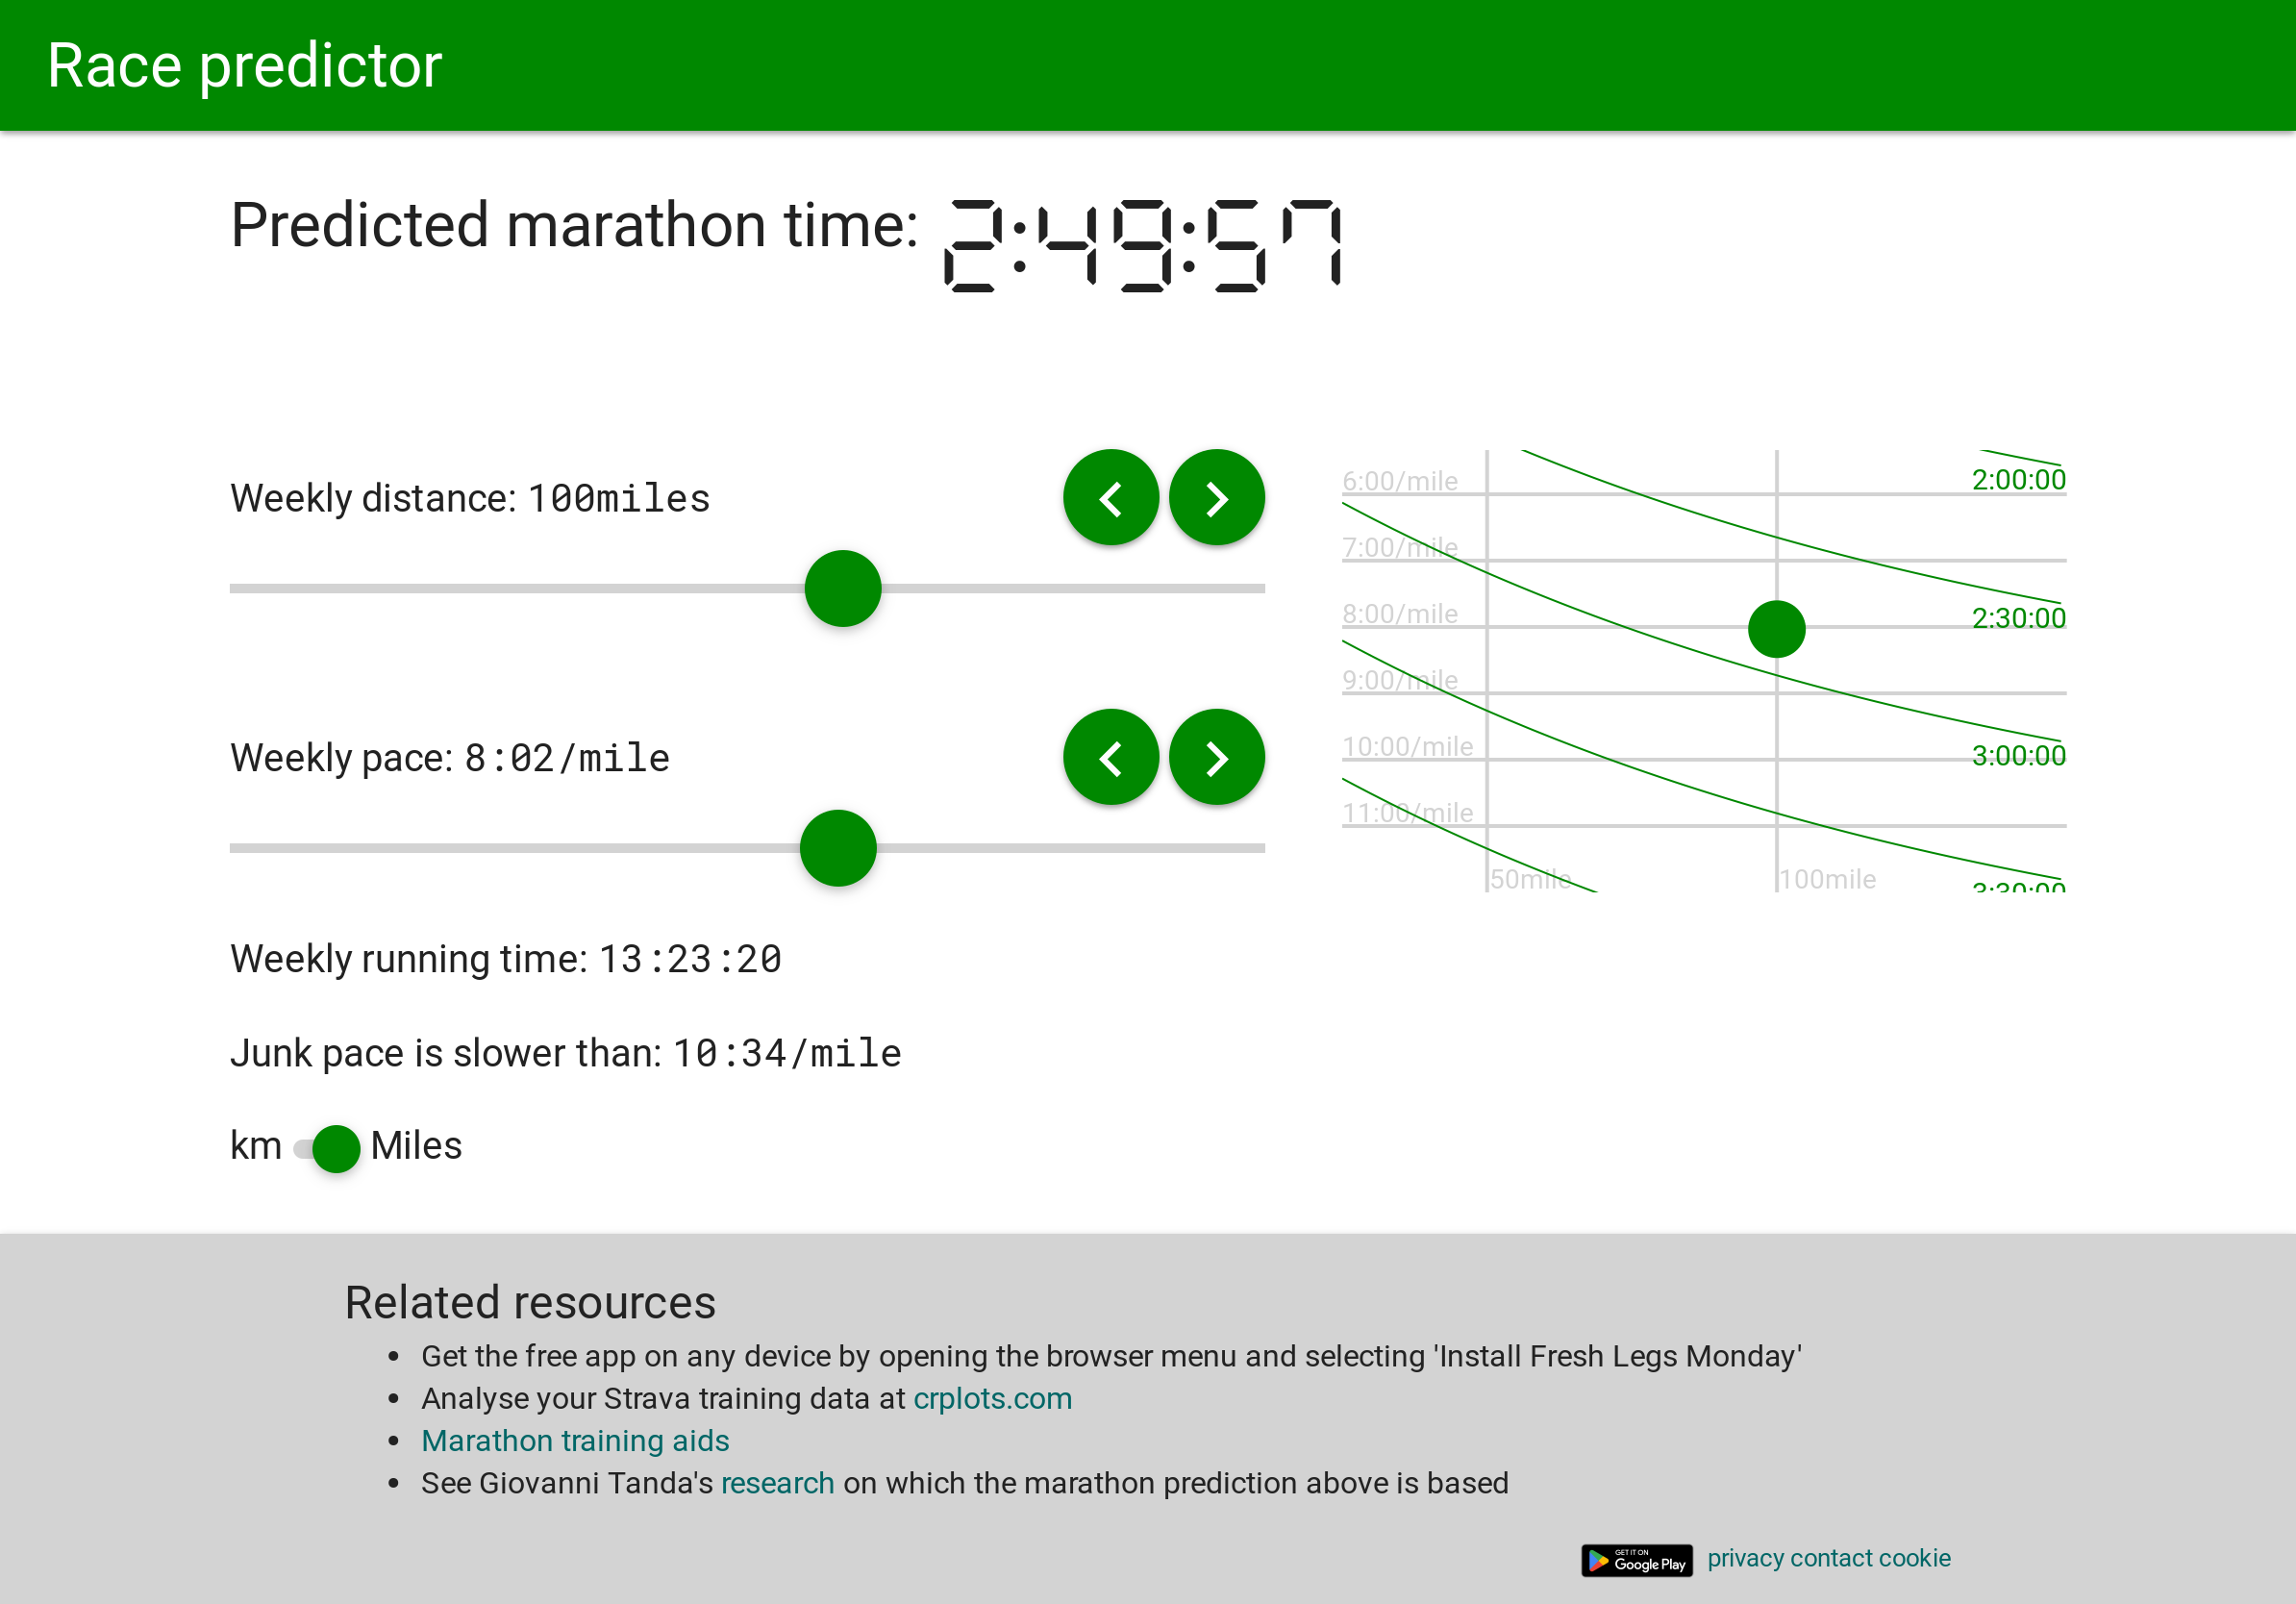 Race predictor
Predicted marathon time: 2:49:57
Weekly distance: 100miles
Weekly pace: 8:02/mile
Weekly running time: 13:23:20
Junk pace is slower than: 10:34/mile
km Miles
6:00/mile
2:00:00
7:00/mile
8:00/mile
2:30:00
9:00/mile
10:00/mile
3:00:00
11:00/mile
50mile
100mile
3:30:00
Related resources
• Get the free app on any device by opening the browser menu and selecting 'Install Fresh Legs Monday'
• Analyse your Strava training data at crplots.com
• Marathon training aids
• See Giovanni Tanda's research on which the marathon prediction above is based
GET IT ON
Google Play
privacy contact cookie